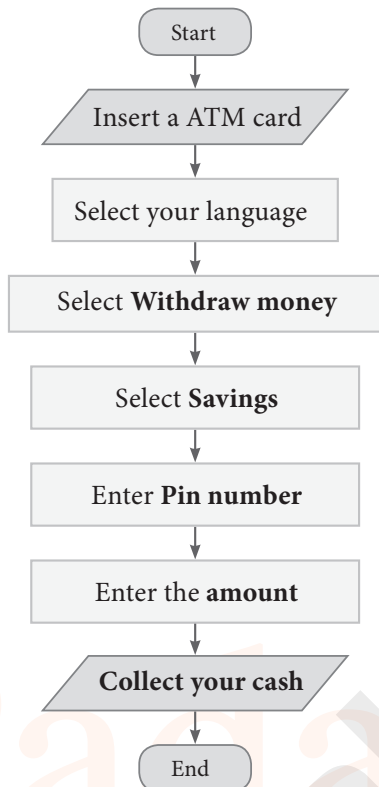 Start
Insert a ATM card
Select your language
Select Withdraw money
Select Savings
Enter Pin number
Enter the amount
Collect your cash
End